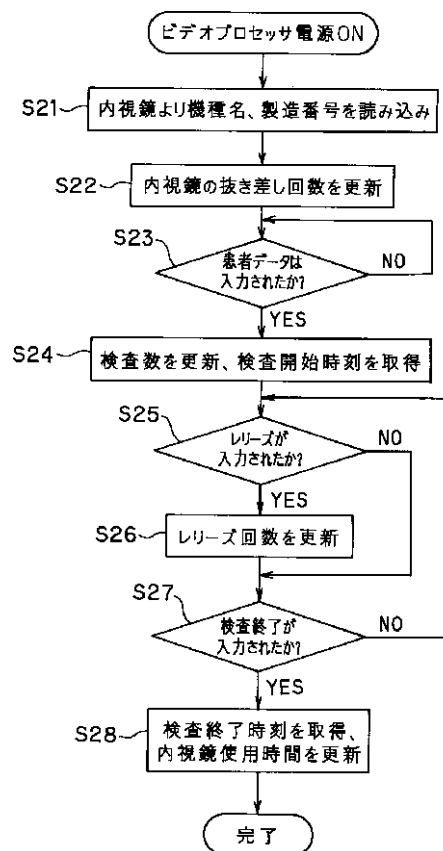 ビデオプロセッサ電源ON
S21
内視鏡より機種名、製造番号を読み込み
S22
内視鏡の抜き差し回数を更新
S23
患者データは
入力されたか?
NO
YES
S24
検査数を更新、検査開始時刻を取得
S25
レリーズが
入力されたか?
NO
YES
S26
レリーズ回数を更新
S27
検査終了が
入力されたか?
NO
YES
S28
検査終了時刻を取得、
内視鏡使用時間を更新
完了